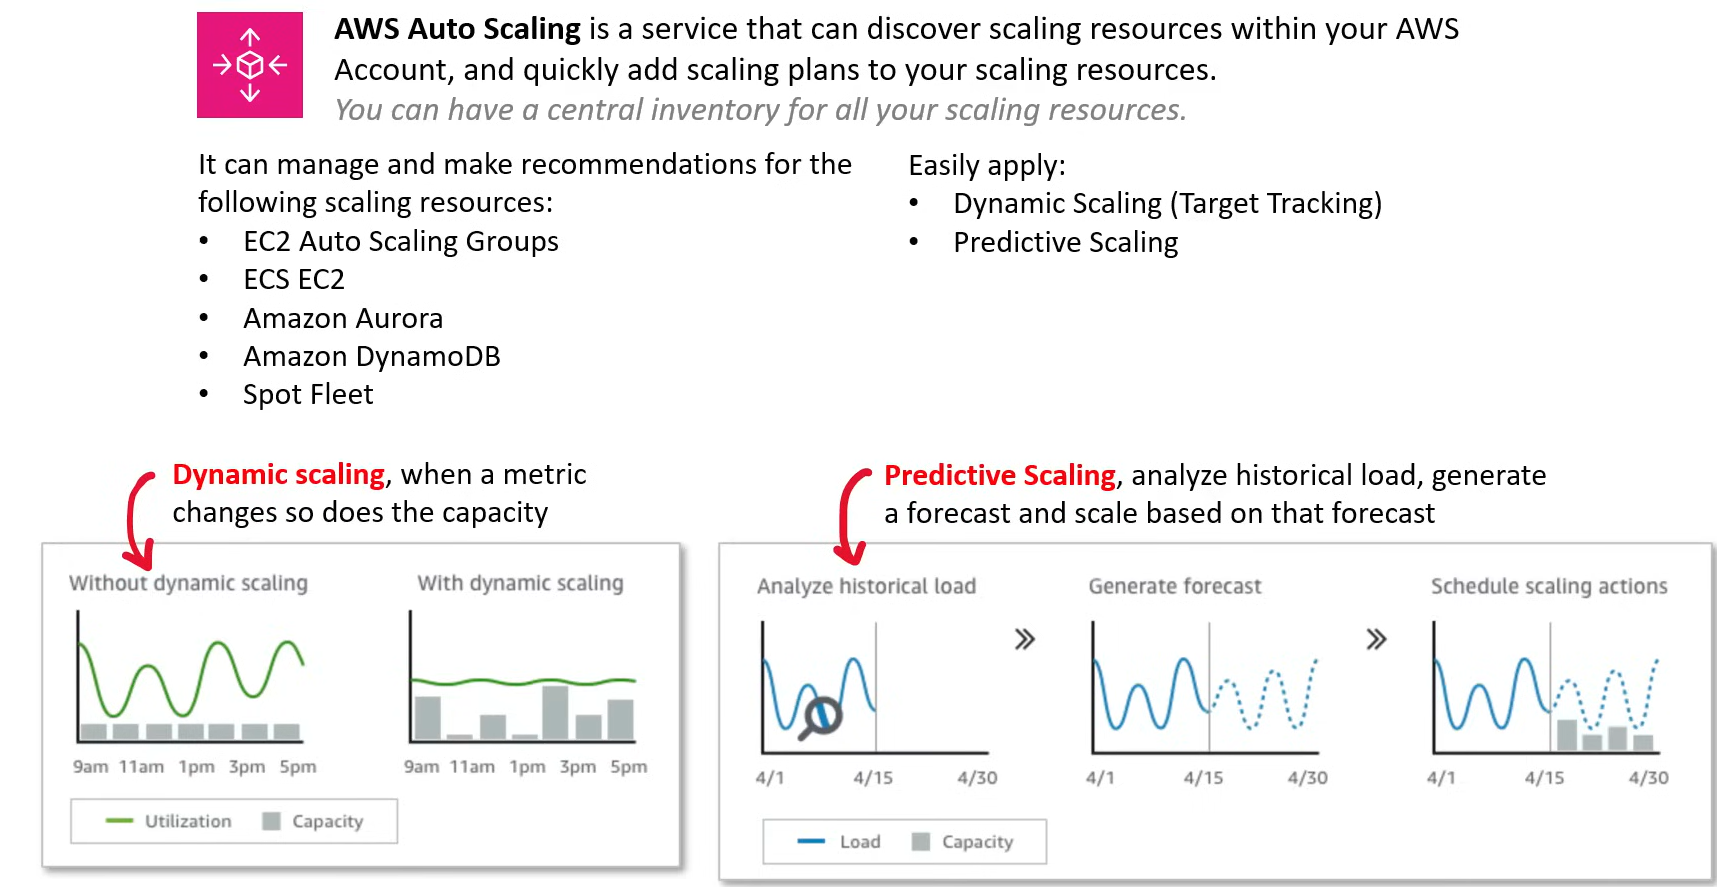 AWS Auto Scaling is a service that can discover scaling resources within your AWS
Account, and quickly add scaling plans to your scaling resources.
You can have a central inventory for all your scaling resources.
It can manage and make recommendations for the
following scaling resources:
• EC2 Auto Scaling Groups
• ECS EC2
• Amazon Aurora
• Amazon DynamoDB
• Spot Fleet
Easily apply:
• Dynamic Scaling (Target Tracking)
• Predictive Scaling
Dynamic scaling, when a metric
changes so does the capacity
Without dynamic scaling
9am 11am 1pm 3pm 5pm
With dynamic scaling
9am 11am 1pm 3pm 5pm
Utilization Capacity
Predictive Scaling, analyze historical load, generate
a forecast and scale based on that forecast
Analyze historical load
4/1 4/15 4/30
Generate forecast
4/1 4/15 4/30
Schedule scaling actions
4/1 4/15 4/30
Load Capacity